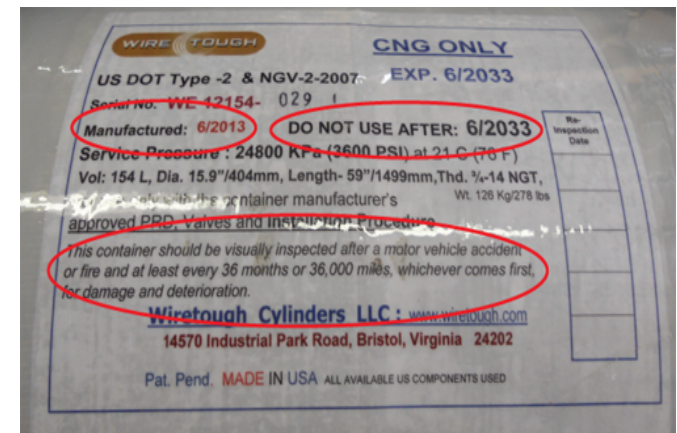 WIRE TOUGH
CNG ONLY
US DOT Type -2 & NGV-2-2007 EXP. 6/2033
Serial No. WE 12154- 029
Manufactured: 6/2013 DO NOT USE AFTER: 6/2033
Re-Inspection Date
Service Pressure : 24800 KPa (3600 PSI) at 21 C (70 F)
Vol: 154 L, Dia. 15.9"/404mm, Length- 59"/1499mm,Thd. ¾-14 NGT,
container manufacturer's Wt. 126 Kg/278 lbs
approved PRD, Valves and Installation Procedure
This container should be visually inspected after a motor vehicle accident
or fire and at least every 36 months or 36,000 miles, whichever comes first,
for damage and deterioration.
Wiretough Cylinders LLC : www.wiretough.com
14570 Industrial Park Road, Bristol, Virginia 24202
Pat. Pend. MADE IN USA ALL AVAILABLE US COMPONENTS USED